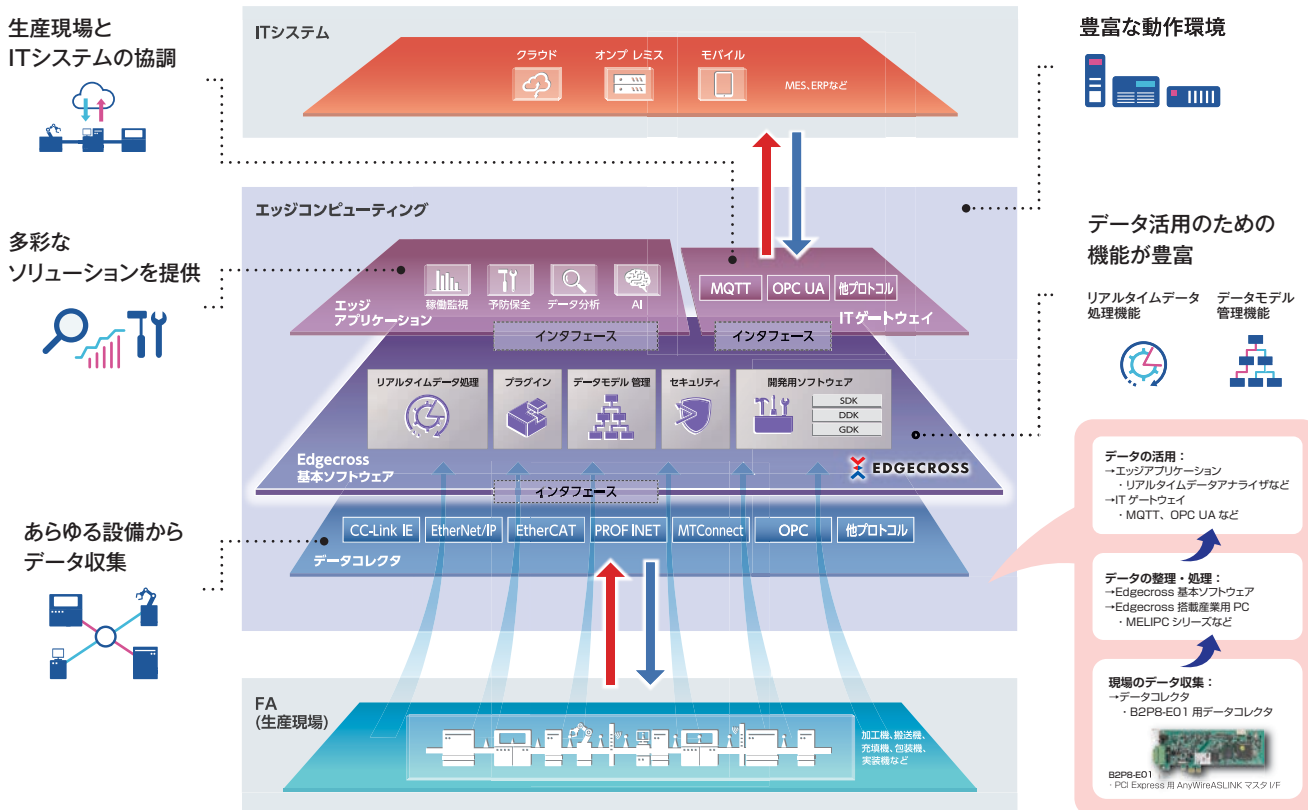 生産現場と
ITシステムの協調
ITシステム
クラウド
オンプレミス
モバイル
MES、ERPなど
豊富な動作環境
エッジコンピューティング
多彩な
ソリューションを提供
稼働監視
予防保全
データ分析
AI
エッジ
アプリケーション
MQTT
OPC UA
他プロトコル
ITゲートウェイ
インタフェース
インタフェース
データ活用のための
機能が豊富
リアルタイムデータ
処理機能
データモデル
管理機能
リアルタイムデータ処理
プラグイン
データモデル 管理
セキュリティ
開発用ソフトウェア
SDK
DDK
GDK
Edgecross
基本ソフトウェア
EDGECROSS
インタフェース
あらゆる設備から
データ収集
CC-Link IE
EtherNet/IP
EtherCAT
PROFINET
MTConnect
OPC
他プロトコル
データコレクタ
FA
(生産現場)
加工機、搬送機、
充填機、包装機、
実装機など
データの活用:
→エッジアプリケーション
・リアルタイムデータアナライザなど
→IT ゲートウェイ
・MQTT、OPC UA など
データの整理・処理:
→Edgecross 基本ソフトウェア
→Edgecross 搭載産業用 PC
・MELIPC シリーズなど
現場のデータ収集:
→データコレクタ
・B2P8-E01 用データコレクタ
B2P8-E01
・PCI Express 用 AnyWireASLINK マスタ I/F